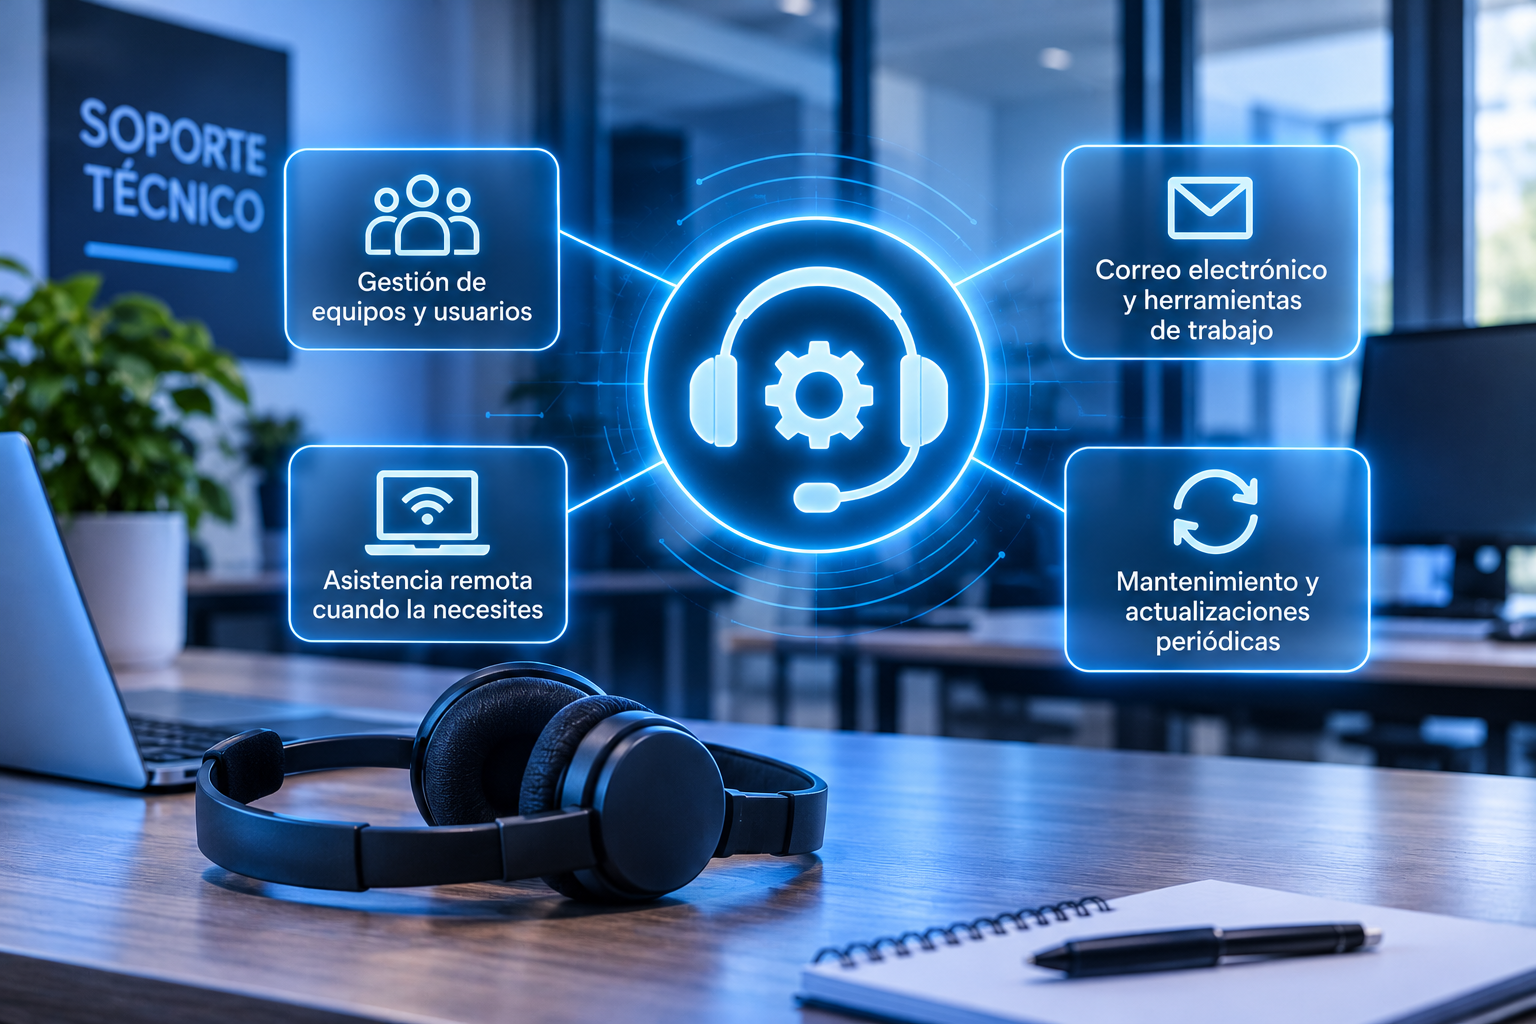 SOPORTE
TÉCNICO
Gestión de
equipos y usuarios
Correo electrónico
y herramientas
de trabajo
Asistencia remota
cuando la necesites
Mantenimiento y
actualizaciones
periódicas